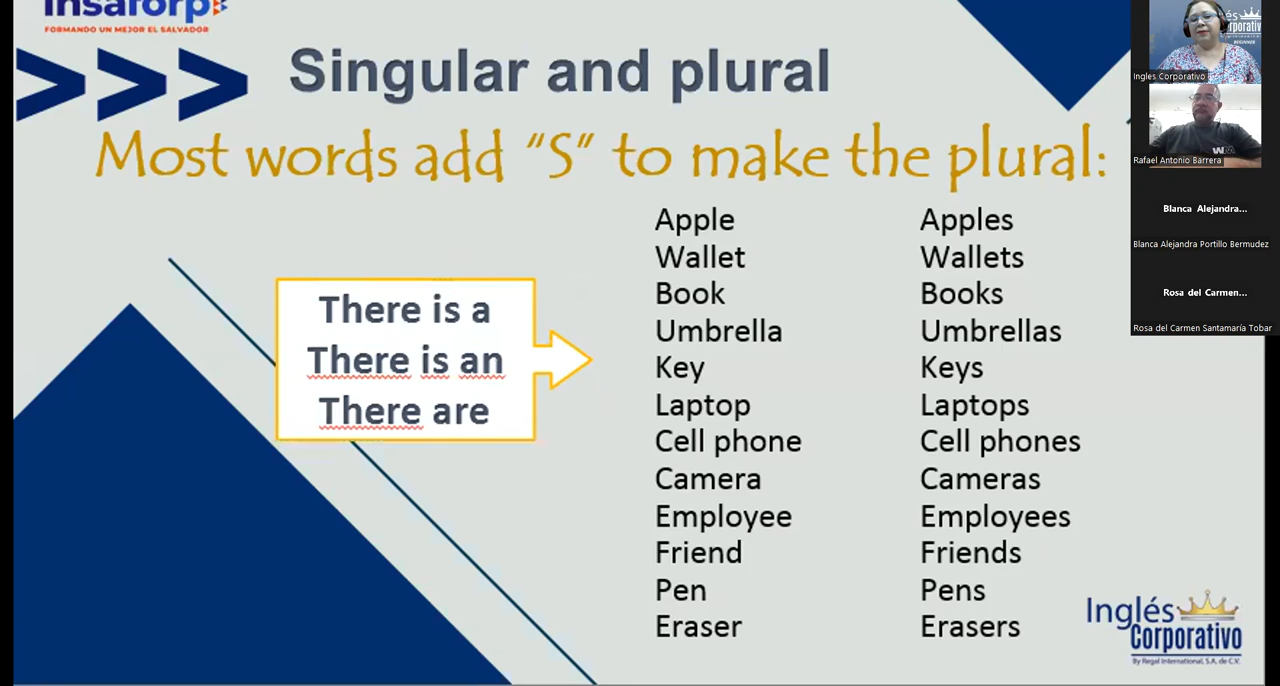 insaforp
FORMANDO UN MEJOR EL SALVADOR
Singular and plural
Most words add "S" to make the plural:
There is a
There is an
There are
Apple Apples
Wallet Wallets
Book Books
Umbrella Umbrellas
Key Keys
Laptop Laptops
Cell phone Cell phones
Camera Cameras
Employee Employees
Friend Friends
Pen Pens
Eraser Erasers
Inglés
Corporativo
By Regal International, S.A. de C.V.
Ingles Corporativo
Rafael Antonio Barrera
Blanca Alejandra...
Blanca Alejandra Portillo Bermudez
Rosa del Carmen...
Rosa del Carmen Santamaría Tobar